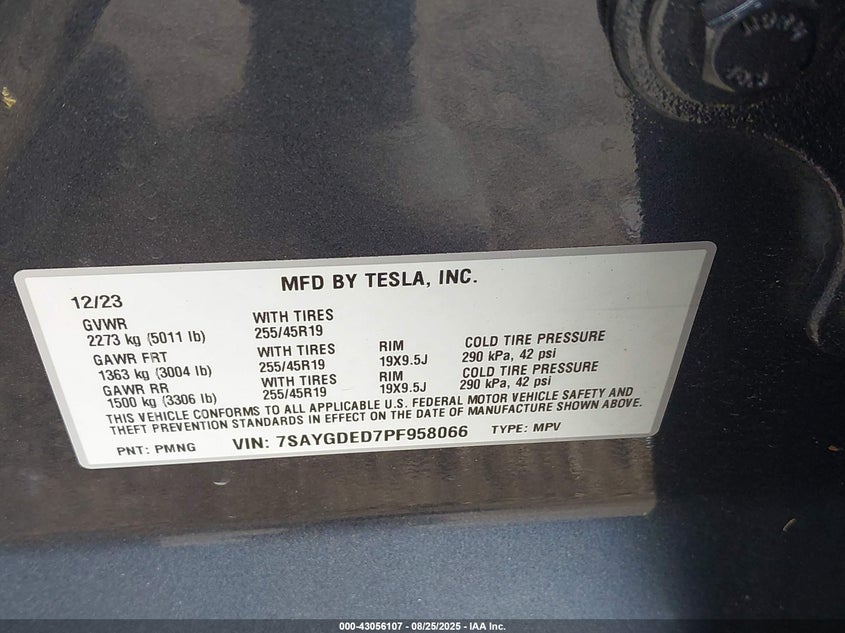 MFD BY TESLA, INC.
12/23
GVWR WITH TIRES
2273 kg (5011 lb) 255/45R19
GAWR FRT WITH TIRES RIM COLD TIRE PRESSURE
1363 kg (3004 lb) 255/45R19 19X9.5J 290 kPa, 42 psi
GAWR RR WITH TIRES RIM COLD TIRE PRESSURE
1500 kg (3306 lb) 255/45R19 19X9.5J 290 kPa, 42 psi
THIS VEHICLE CONFORMS TO ALL APPLICABLE U.S. FEDERAL MOTOR VEHICLE SAFETY AND
THEFT PREVENTION STANDARDS IN EFFECT ON THE DATE OF MANUFACTURE SHOWN ABOVE.
PNT: PMNG VIN: 7SAYGDED7PF958066 TYPE: MPV
000-43056107 - 08/25/2025 - IAA Inc.